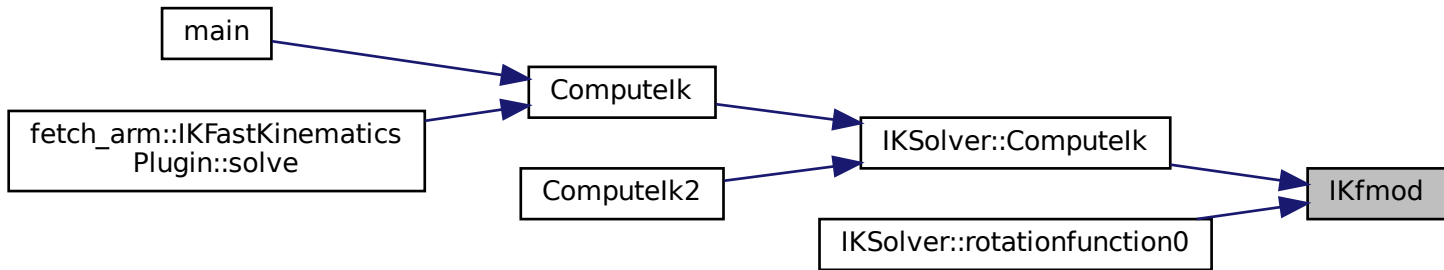 main
fetch_arm::IKFastKinematics
Plugin::solve
ComputeIk
ComputeIk2
IKSolver::ComputeIk
IKSolver::rotationfunction0
IKfmod